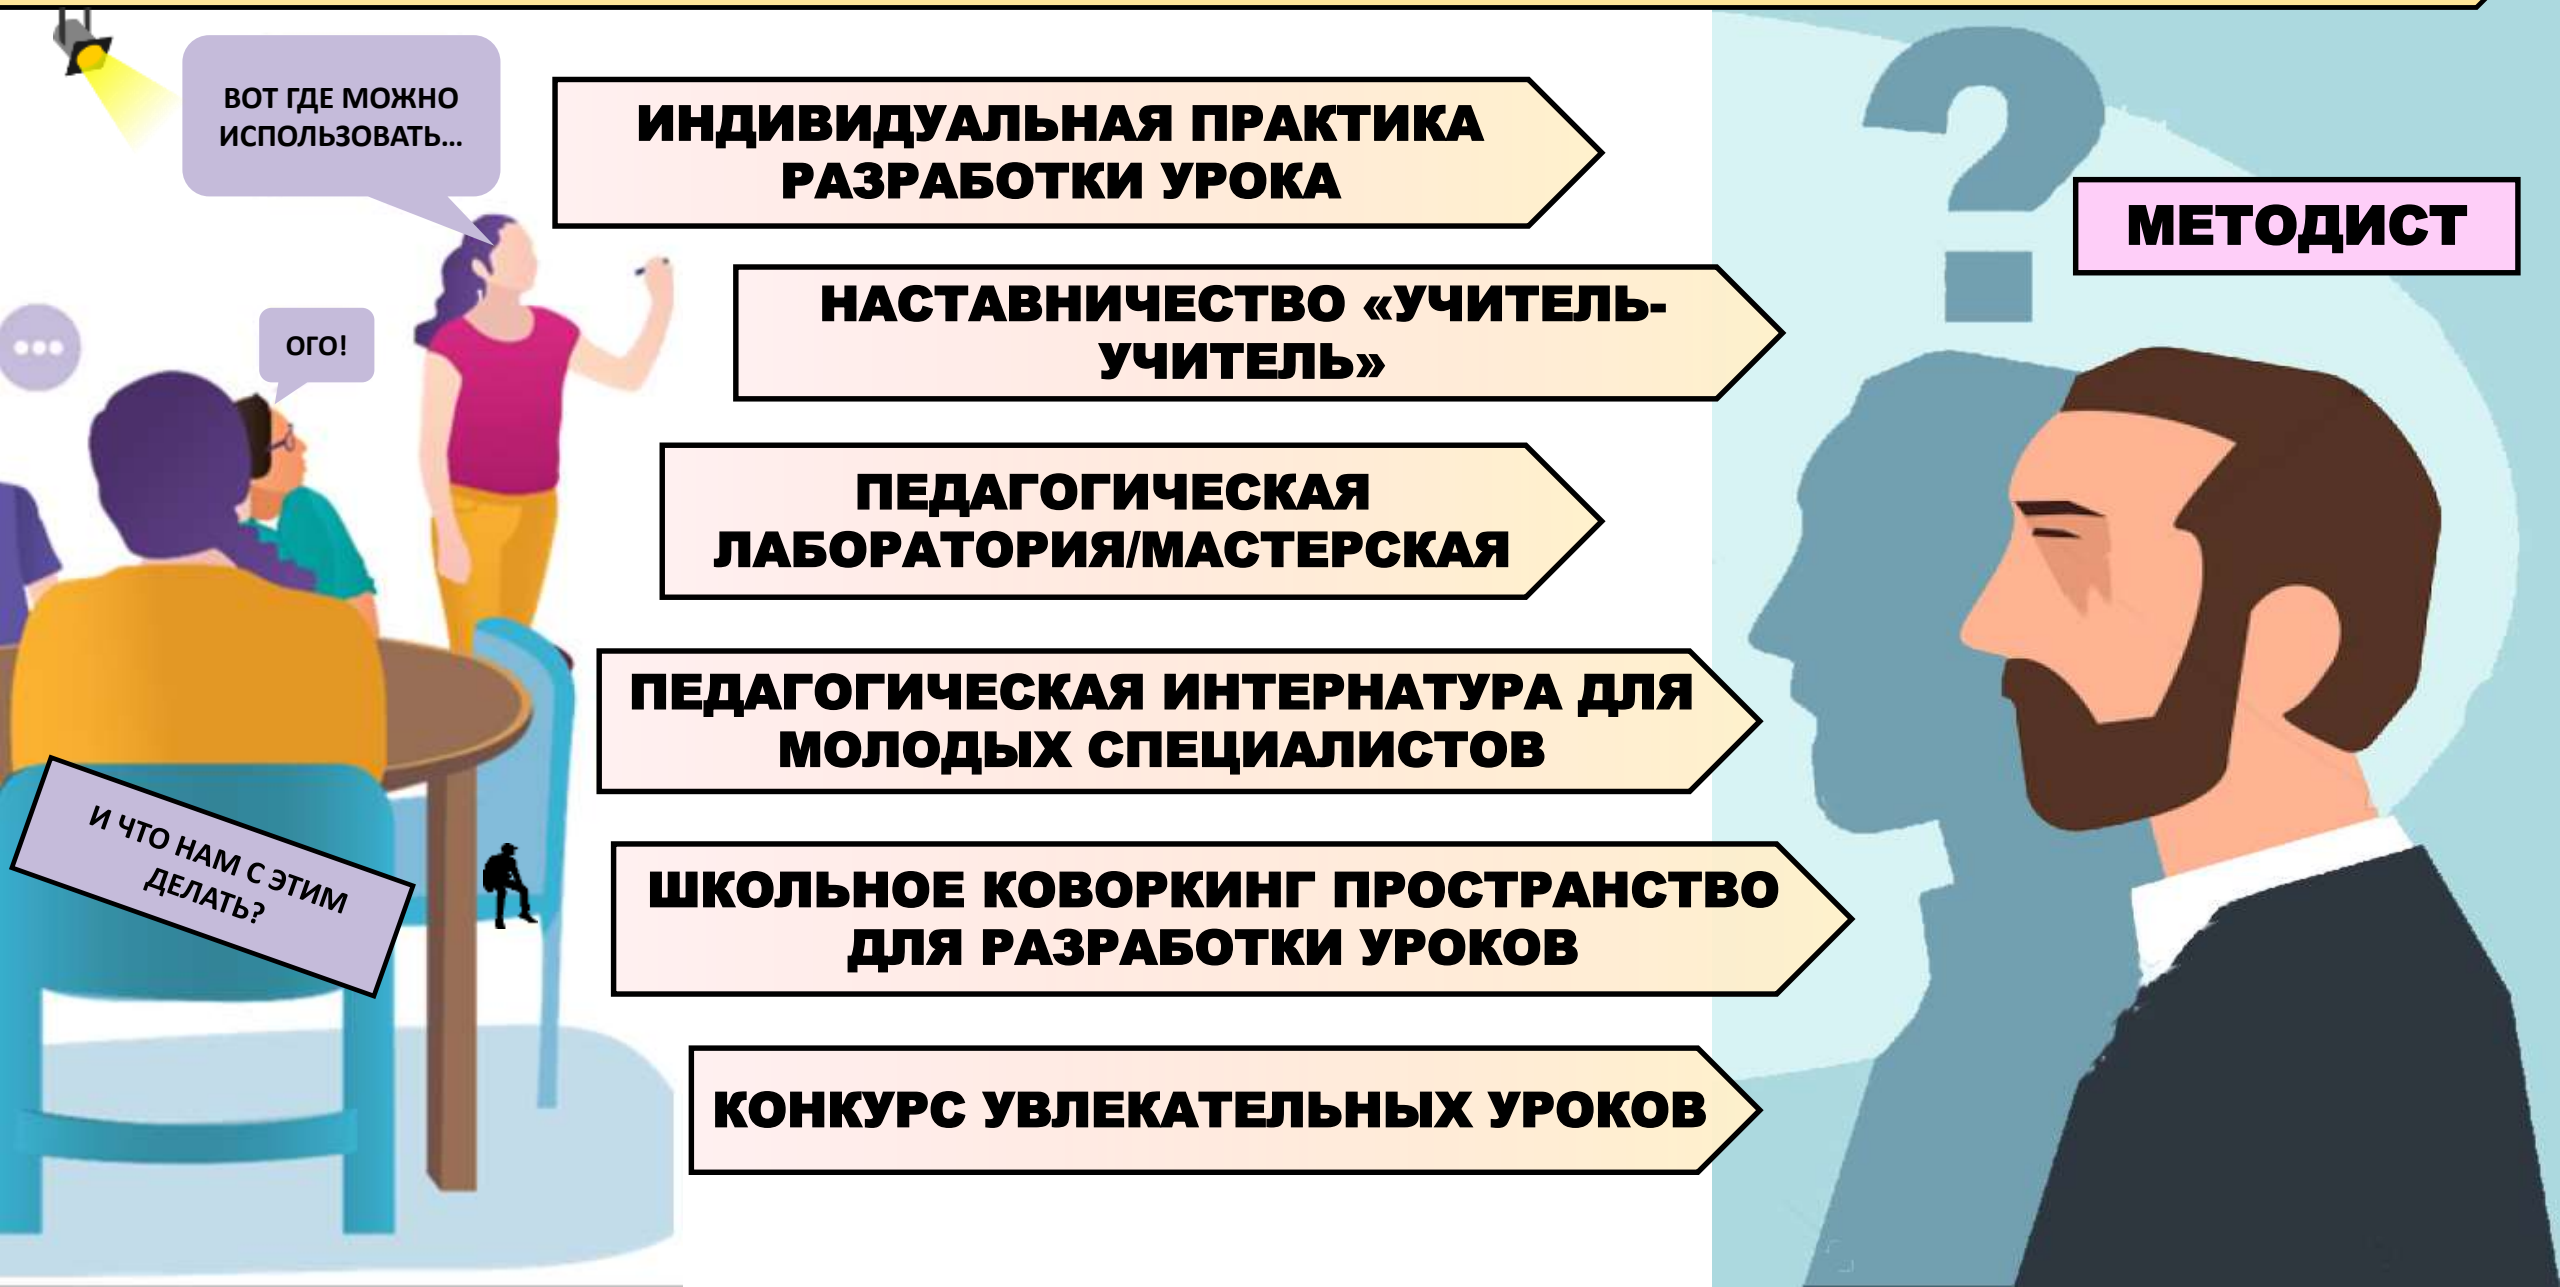 ВОТ ГДЕ МОЖНО
ИСПОЛЬЗОВАТЬ...
ОГО!
И ЧТО НАМ С ЭТИМ
ДЕЛАТЬ?
ИНДИВИДУАЛЬНАЯ ПРАКТИКА
РАЗРАБОТКИ УРОКА
НАСТАВНИЧЕСТВО «УЧИТЕЛЬ-
УЧИТЕЛЬ»
ПЕДАГОГИЧЕСКАЯ
ЛАБОРАТОРИЯ/МАСТЕРСКАЯ
ПЕДАГОГИЧЕСКАЯ ИНТЕРНАТУРА ДЛЯ
МОЛОДЫХ СПЕЦИАЛИСТОВ
ШКОЛЬНОЕ КОВОРКИНГ ПРОСТРАНСТВО
ДЛЯ РАЗРАБОТКИ УРОКОВ
КОНКУРС УВЛЕКАТЕЛЬНЫХ УРОКОВ
?
МЕТОДИСТ